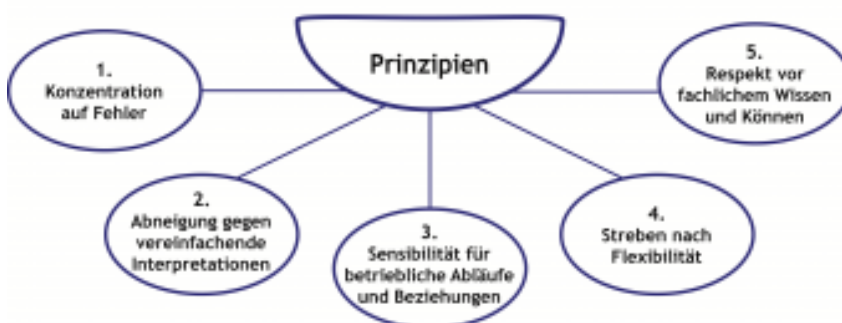 Prinzipien
1.
Konzentration
auf Fehler
2.
Abneigung gegen
vereinfachende
Interpretationen
3.
Sensibilität für
betriebliche Abläufe
und Beziehungen
4.
Streben nach
Flexibilität
5.
Respekt vor
fachlichem Wissen
und Können